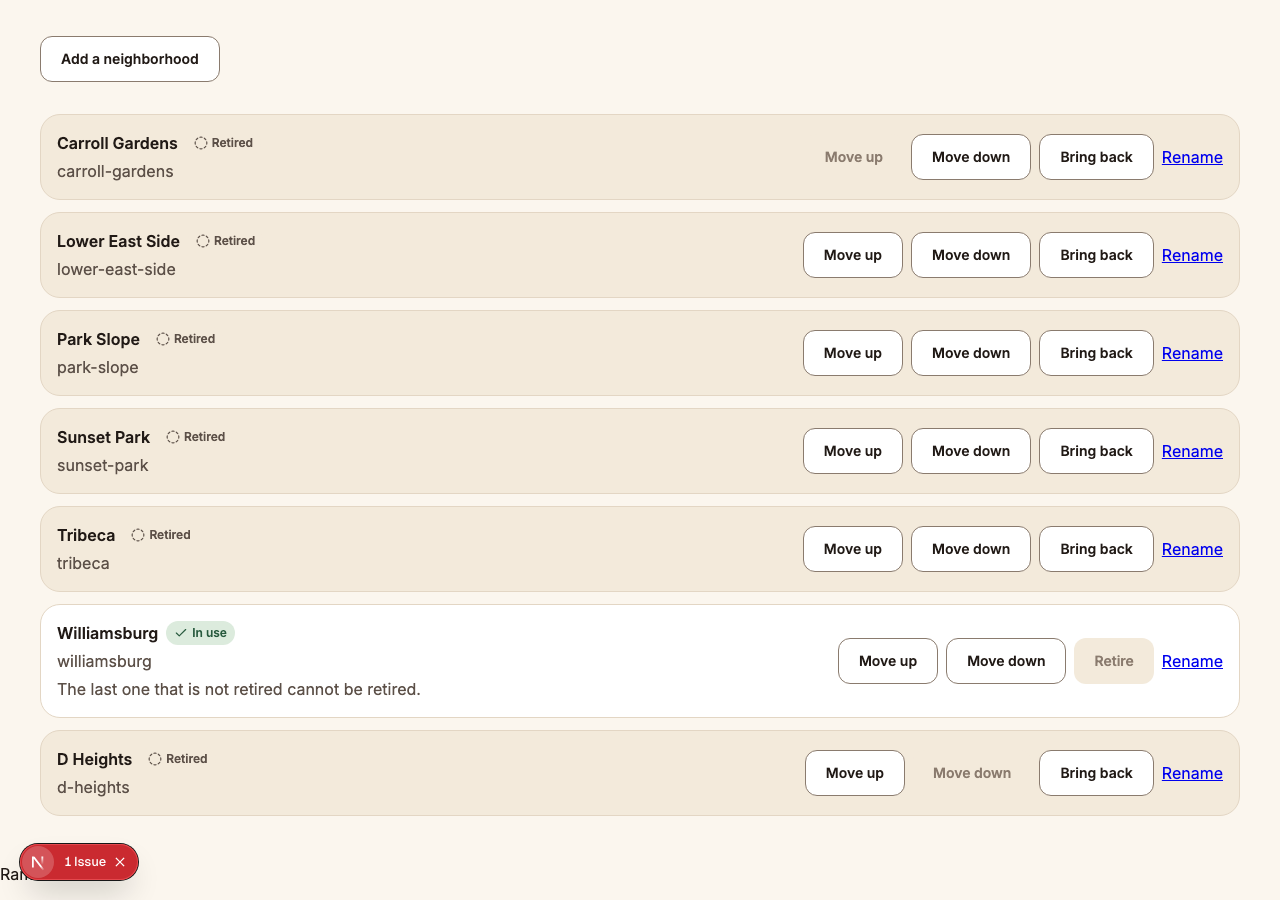 Add a neighborhood
Carroll Gardens Retired
carroll-gardens
Move up Move down Bring back Rename
Lower East Side Retired
lower-east-side
Move up Move down Bring back Rename
Park Slope Retired
park-slope
Move up Move down Bring back Rename
Sunset Park Retired
sunset-park
Move up Move down Bring back Rename
Tribeca Retired
tribeca
Move up Move down Bring back Rename
Williamsburg In use
williamsburg
The last one that is not retired cannot be retired.
Move up Move down Retire Rename
D Heights Retired
d-heights
Move up Move down Bring back Rename
N 1 Issue